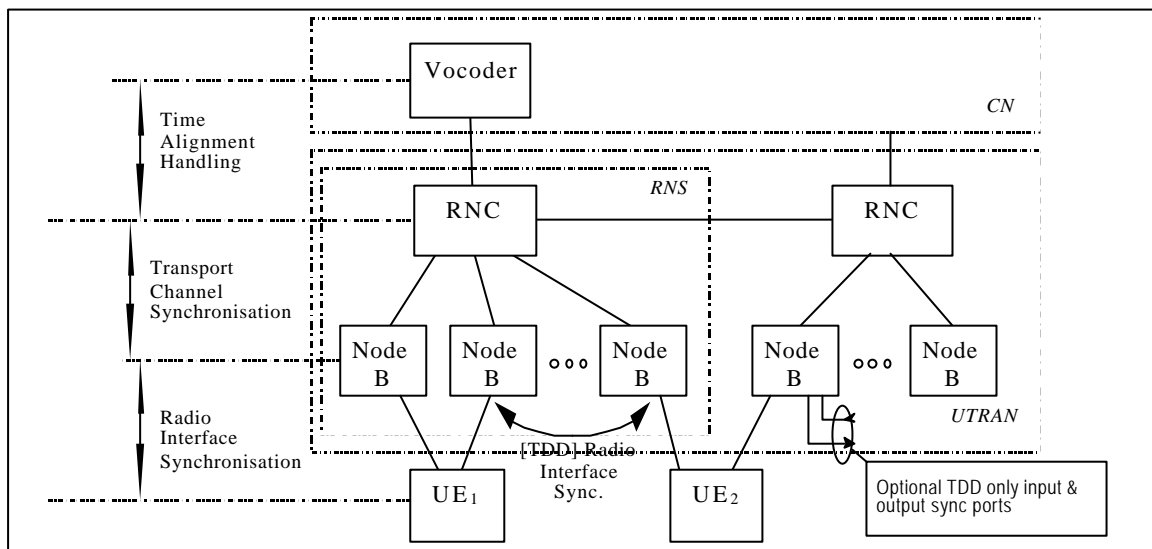 Vocoder
CN
Time
Alignment
Handling
RNS
RNC
RNC
Transport
Channel
Synchronisation
Node
B
Node
B
Node
B
Node
B
Node
B
UTRAN
Radio
Interface
Synchronisation
[TDD] Radio
Interface
Sync.
UE1
UE2
Optional TDD only input &
output sync ports